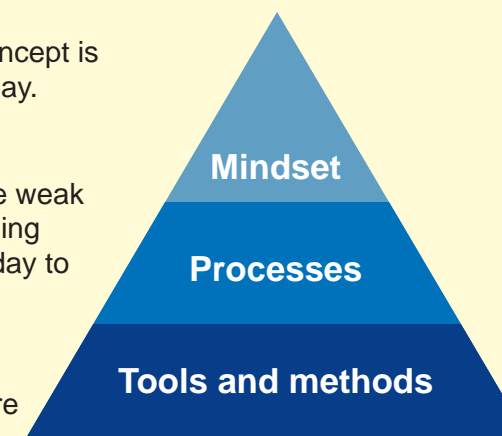 ncept is
ay.
e weak
ing
day to
re
Mindset
Processes
Tools and methods